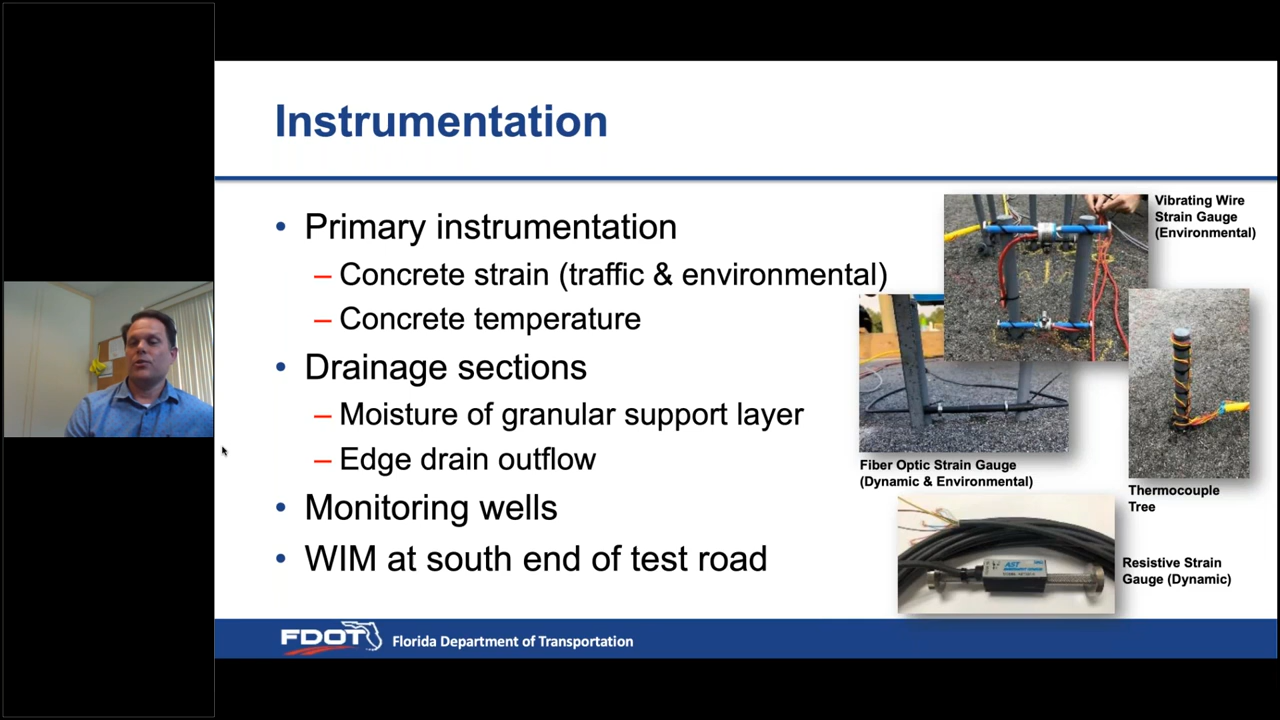 Instrumentation
• Primary instrumentation
– Concrete strain (traffic & environmental)
– Concrete temperature
• Drainage sections
– Moisture of granular support layer
– Edge drain outflow
• Monitoring wells
• WIM at south end of test road
Vibrating Wire
Strain Gauge
(Environmental)
Fiber Optic Strain Gauge
(Dynamic & Environmental)
Thermocouple
Tree
AST
Resistive Strain
Gauge (Dynamic)
FDOT
Florida Department of Transportation